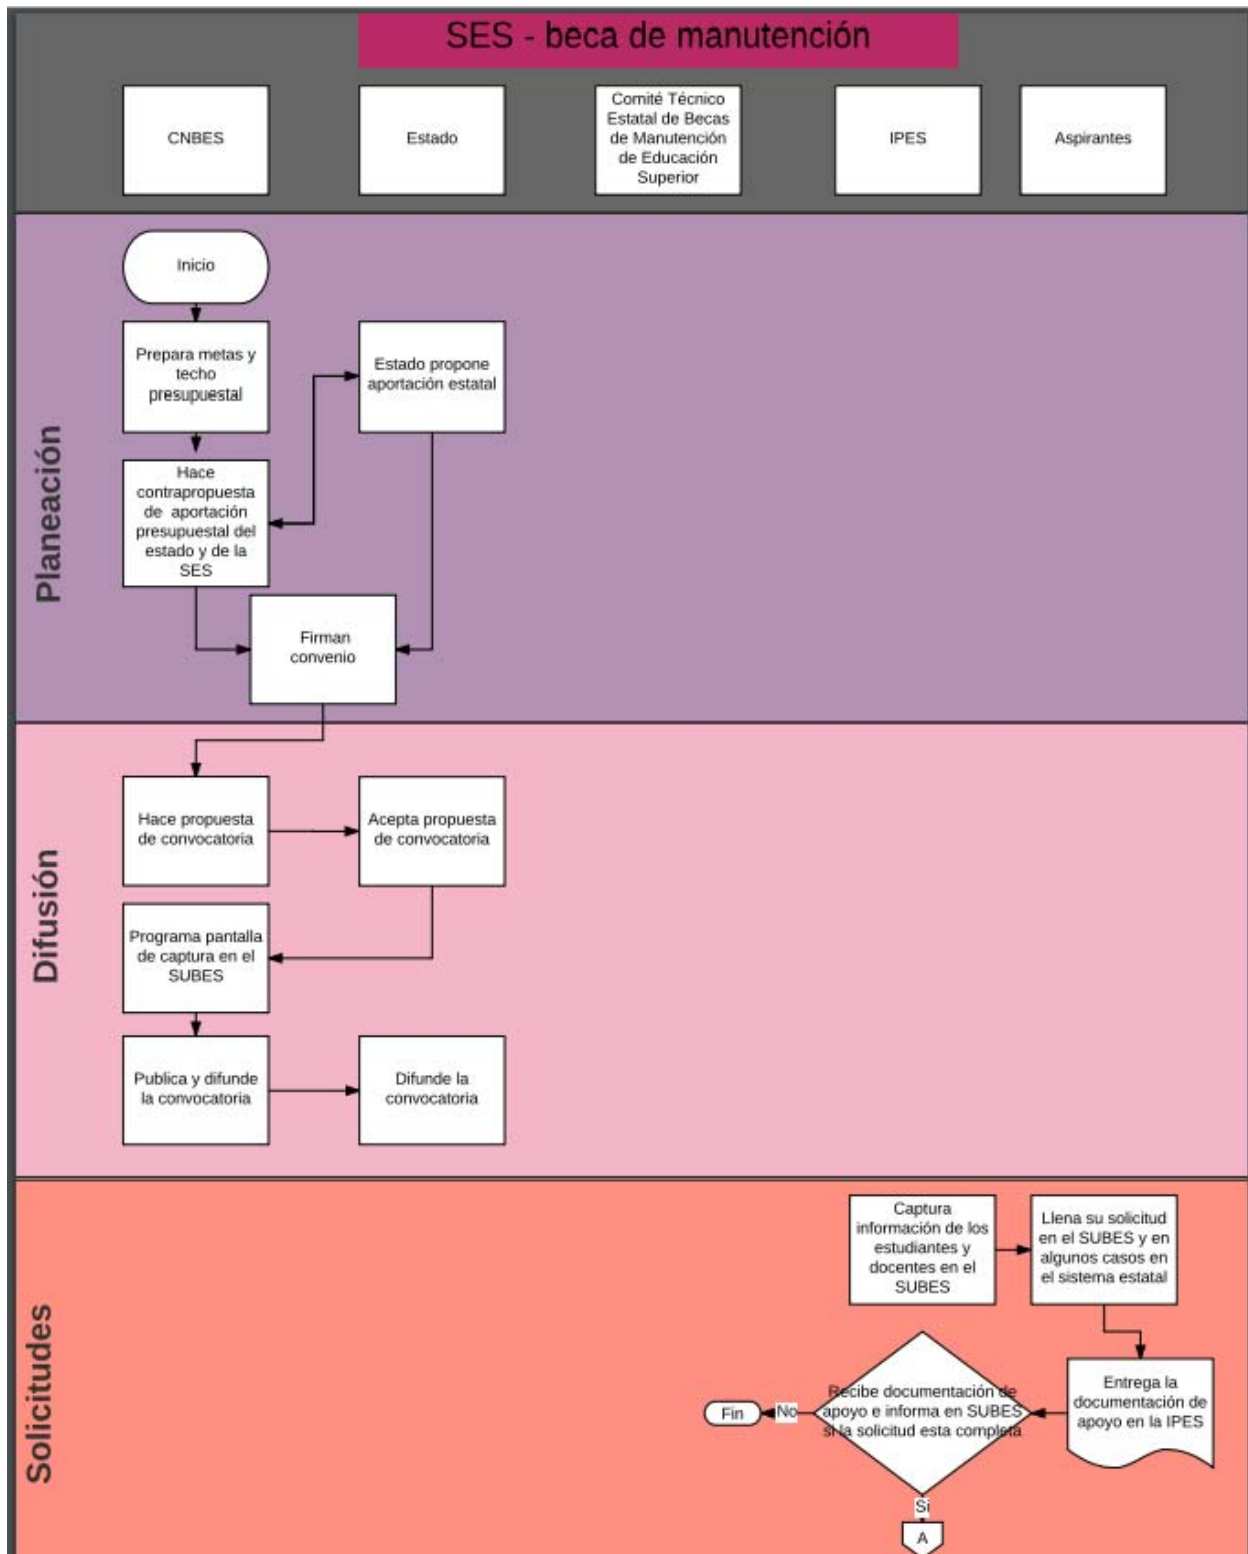 SES - beca de manutención
CNBES
Estado
Comité Técnico
Estatal de Becas
de Manutención
de Educación
Superior
IPES
Aspirantes
Planeación
Inicio
Prepara metas y
techo
presupuestal
Estado propone
aportación estatal
Hace
contrapropuesta
de aportación
presupuestal del
estado y de la
SES
Firman
convenio
Difusión
Hace propuesta
de convocatoria
Acepta propuesta
de convocatoria
Programa pantalla
de captura en el
SUBES
Publica y difunde
la convocatoria
Difunde la
convocatoria
Solicitudes
Captura
información de los
estudiantes y
docentes en el
SUBES
Llena su solicitud
en el SUBES y en
algunos casos en
el sistema estatal
Entrega la
documentación de
apoyo en la IPES
Recibe documentación de
apoyo e informa en SUBES
si la solicitud esta completa
No
Fin
Si
A